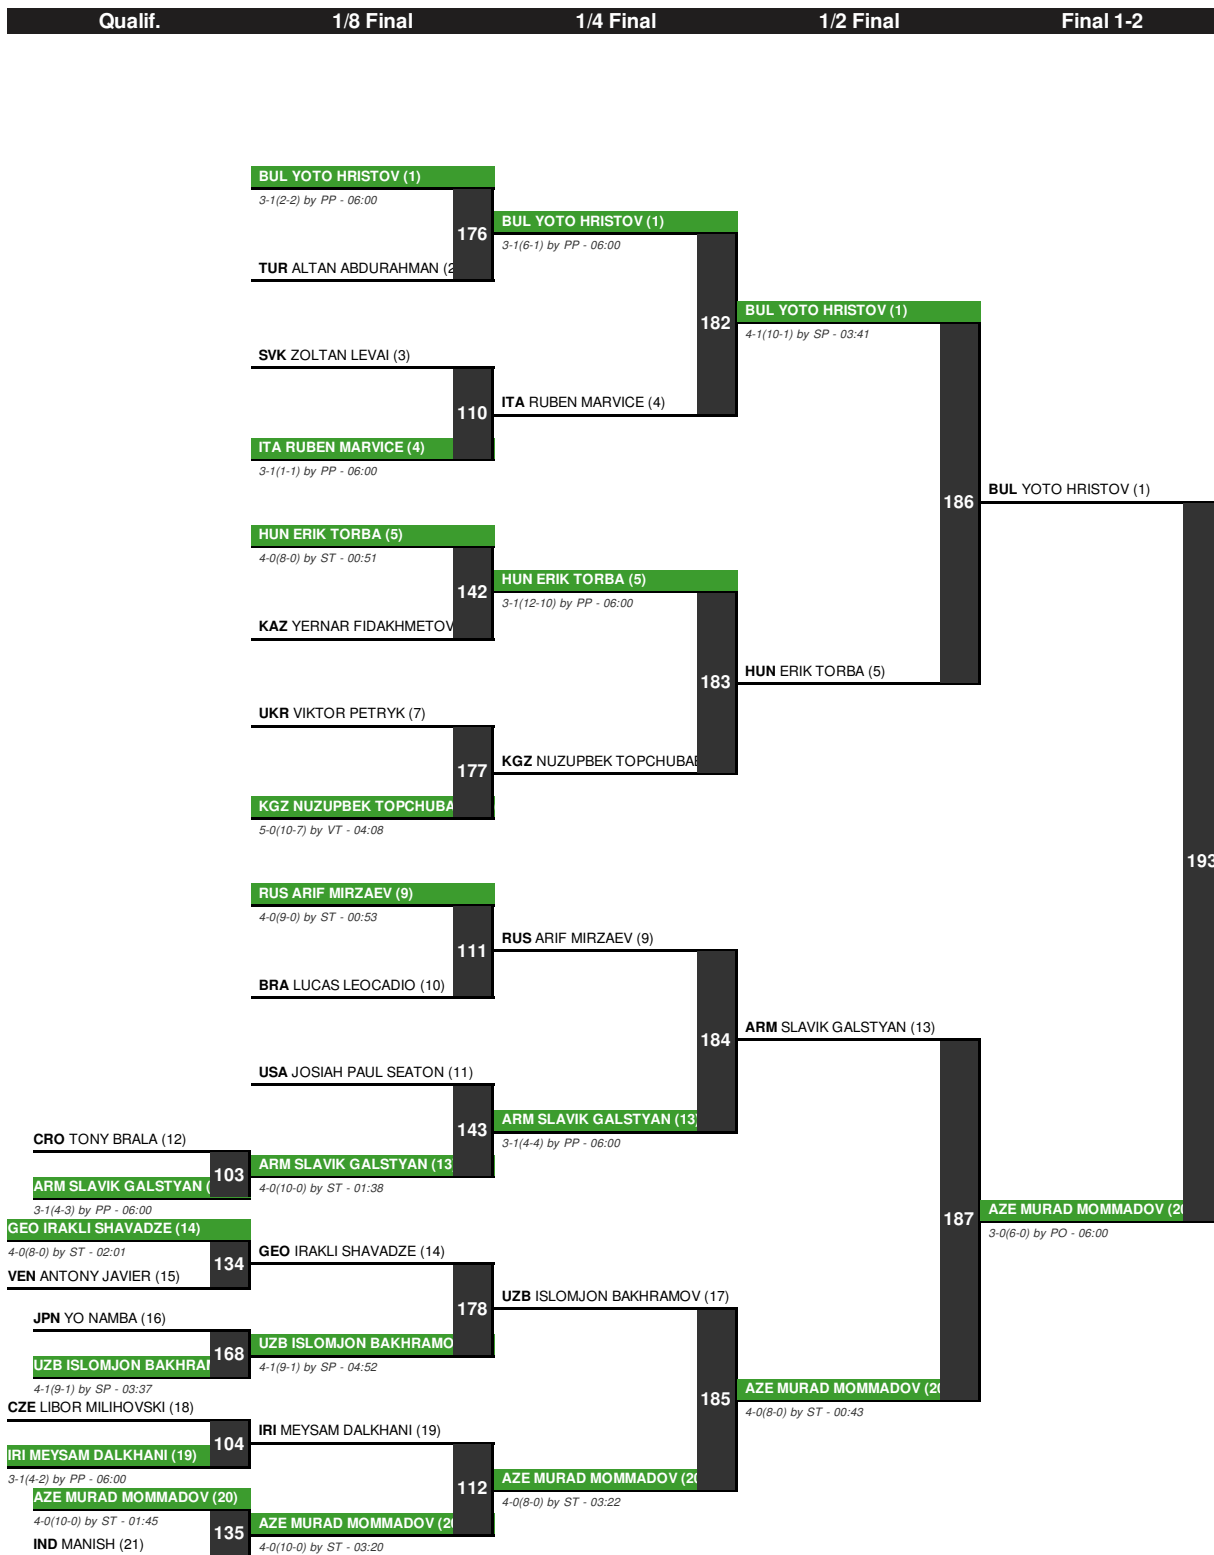 Qualif. 1/8 Final 1/4 Final 1/2 Final Final 1-2
BUL YOTO HRISTOV (1)
3-1(2-2) by PP - 06:00
176
TUR ALTAN ABDURAHMAN (2
SVK ZOLTAN LEVAI (3)
110
ITA RUBEN MARVICE (4)
3-1(1-1) by PP - 06:00
HUN ERIK TORBA (5)
4-0(8-0) by ST - 00:51
142
KAZ YERNAR FIDAKHMETOV
UKR VIKTOR PETRYK (7)
177
KGZ NUZUPBEK TOPCHUBA
5-0(10-7) by VT - 04:08
RUS ARIF MIRZAEV (9)
4-0(9-0) by ST - 00:53
111
BRA LUCAS LEOCADIO (10)
USA JOSIAH PAUL SEATON (11)
143
ARM SLAVIK GALSTYAN (13
4-0(10-0) by ST - 01:38
CRO TONY BRALA (12)
103
ARM SLAVIK GALSTYAN (
3-1(4-3) by PP - 06:00
GEO IRAKLI SHAVADZE (14)
4-0(8-0) by ST - 02:01
134
VEN ANTONY JAVIER (15)
GEO IRAKLI SHAVADZE (14)
178
UZB ISLOMJON BAKHRAMO
4-1(9-1) by SP - 04:52
JPN YO NAMBA (16)
168
UZB ISLOMJON BAKHRAM
4-1(9-1) by SP - 03:37
CZE LIBOR MILIHOVSKI (18)
104
IRI MEYSAM DALKHANI (19)
3-1(4-2) by PP - 06:00
AZE MURAD MOMMADOV (20)
4-0(10-0) by ST - 01:45
135
IND MANISH (21)
IRI MEYSAM DALKHANI (19)
112
AZE MURAD MOMMADOV (20
4-0(10-0) by ST - 03:20
BUL YOTO HRISTOV (1)
3-1(6-1) by PP - 06:00
182
ITA RUBEN MARVICE (4)
HUN ERIK TORBA (5)
3-1(12-10) by PP - 06:00
183
KGZ NUZUPBEK TOPCHUBAE
RUS ARIF MIRZAEV (9)
184
ARM SLAVIK GALSTYAN (13)
3-1(4-4) by PP - 06:00
UZB ISLOMJON BAKHRAMOV (17)
185
AZE MURAD MOMMADOV (20
4-0(8-0) by ST - 03:22
BUL YOTO HRISTOV (1)
4-1(10-1) by SP - 03:41
186
HUN ERIK TORBA (5)
ARM SLAVIK GALSTYAN (13)
187
AZE MURAD MOMMADOV (20
4-0(8-0) by ST - 00:43
BUL YOTO HRISTOV (1)
193
AZE MURAD MOMMADOV (20
3-0(6-0) by PO - 06:00